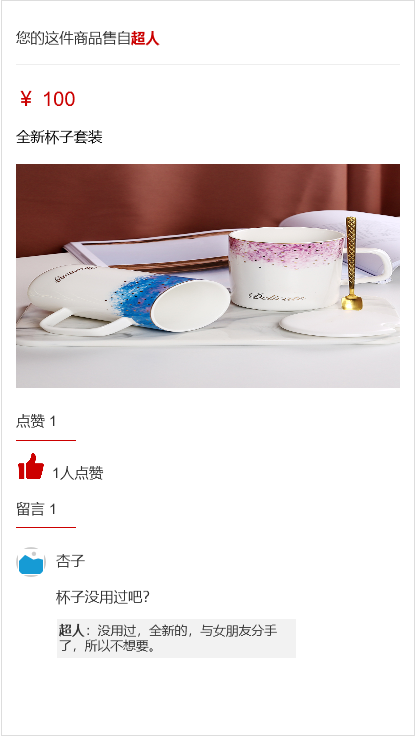 您的这件商品售自超人
¥ 100
全新杯子套装
点赞 1
1人点赞
留言 1
杏子
杯子没用过吧?
超人：没用过，全新的，与女朋友分手
了，所以不想要。